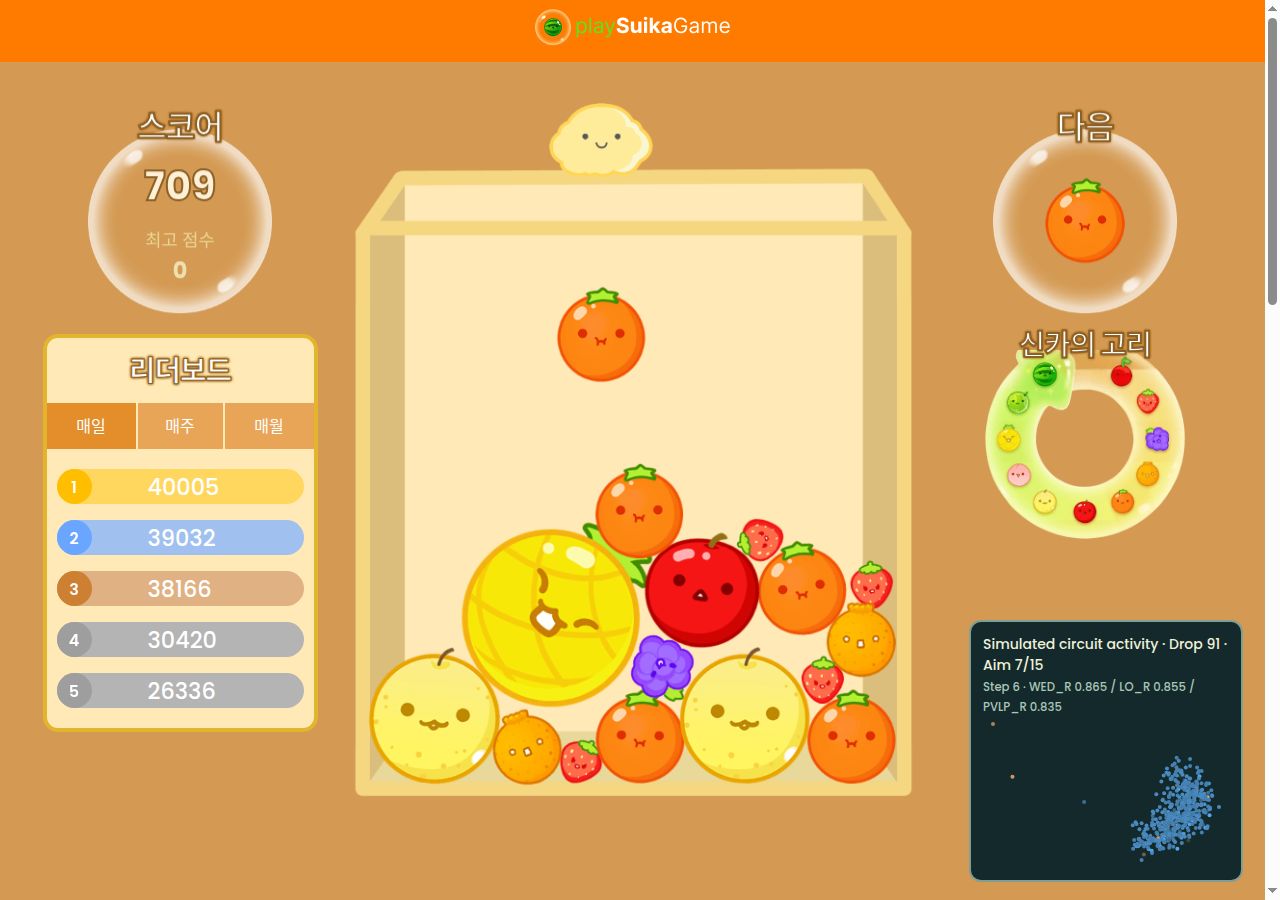 playSuikaGame
스코어
709
최고 점수
0
리더보드
매일
매주
매월
1 40005
2 39032
3 38166
4 30420
5 26336
다음
신카의 고리
Simulated circuit activity · Drop 91 ·
Aim 7/15
Step 6 · WED_R 0.865 / LO_R 0.855 /
PVLP_R 0.835